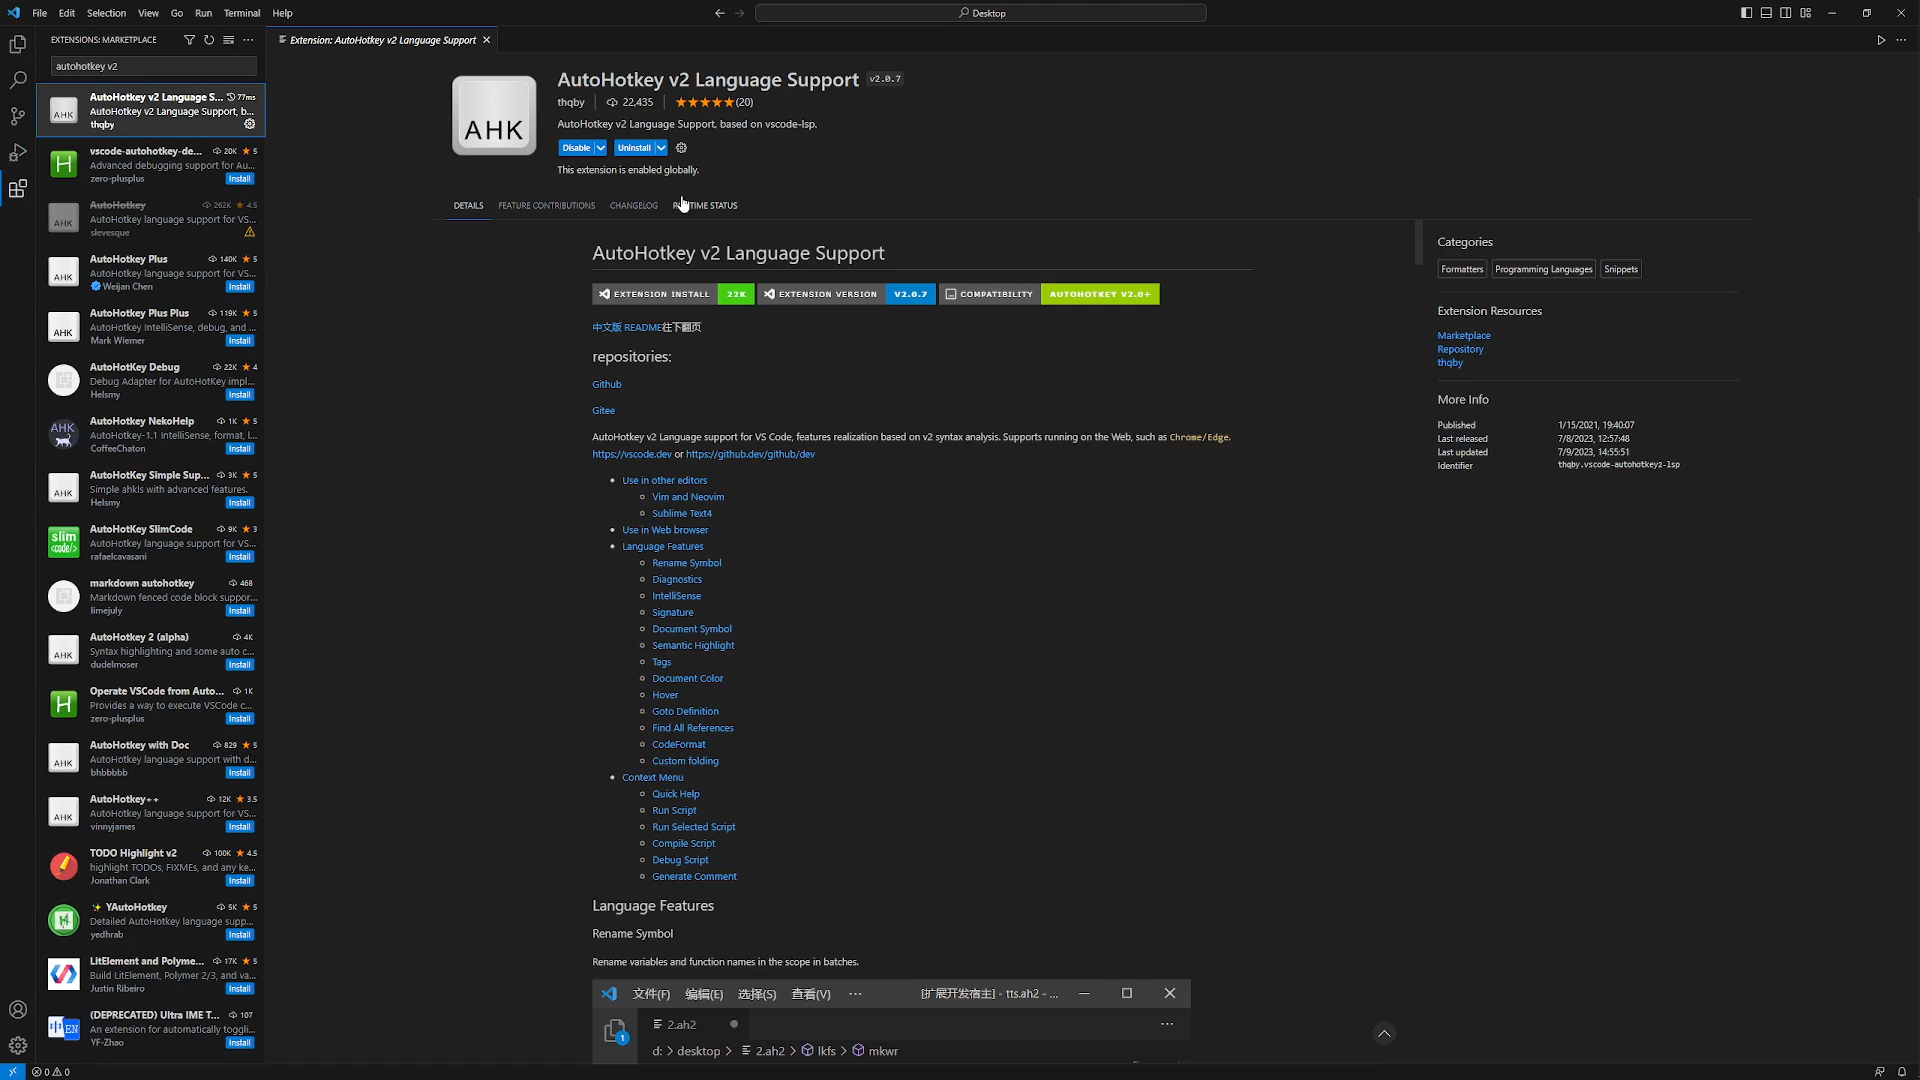 File Edit Selection View Go Run Terminal Help
Desktop
EXTENSIONS: MARKETPLACE
autohotkey v2
AutoHotkey v2 Language S... 77ms
AutoHotkey v2 Language Support, b...
thqby
vscode-autohotkey-de... 20K 5
Advanced debugging support for Au...
zero-plusplus Install
AutoHotkey 262K 4.5
AutoHotkey language support for VS...
slevesque
AutoHotkey Plus 140K 5
AutoHotkey language support for VS...
Weijan Chen Install
AutoHotkey Plus Plus 119K 5
AutoHotkey IntelliSense, debug, and ...
Mark Wiemer Install
AutoHotKey Debug 22K 4
Debug Adapter for AutoHotKey impl...
Helsmy Install
AutoHotkey NekoHelp 1K 5
AutoHotkey-1.1 IntelliSense, format, l...
CoffeeChaton Install
AutoHotKey Simple Sup... 3K 5
Simple ahkls with advanced features.
Helsmy Install
AutoHotKey SlimCode 9K 3
AutoHotkey language support for VS...
rafaelcavasani Install
markdown autohotkey 468
Markdown fenced code block suppor...
limejuly Install
AutoHotkey 2 (alpha) 4K
Syntax highlighting and some auto c...
dudelmoser Install
Operate VSCode from Auto... 1K
Provides a way to execute VSCode c...
zero-plusplus Install
AutoHotkey with Doc 829 5
AutoHotkey language support with d...
bhbbbbb Install
AutoHotkey++ 12K 3.5
AutoHotkey language support for VS...
vinnyjames Install
TODO Highlight v2 100K 4.5
highlight TODOs, FIXMEs, and any ke...
Jonathan Clark Install
YAutoHotkey 5K 5
Detailed AutoHotkey language supp...
yedhrab Install
LitElement and Polyme... 17K 5
Build LitElement, Polymer 2/3, and va...
Justin Ribeiro Install
(DEPRECATED) Ultra IME T... 107
An extension for automatically toggli...
YF-Zhao Install
0 0
Extension: AutoHotkey v2 Language Support
AHK
AutoHotkey v2 Language Support v2.0.7
thqby 22,435 ★★★★★(20)
AutoHotkey v2 Language Support, based on vscode-lsp.
Disable Uninstall
This extension is enabled globally.
DETAILS FEATURE CONTRIBUTIONS CHANGELOG
AutoHotkey v2 Language Support
EXTENSION INSTALL 22K EXTENSION VERSION V2.0.7 COMPATIBILITY AUTOHOTKEY V2.0+
中文版 README往下翻页
repositories:
Github
Gitee
AutoHotkey v2 Language support for VS Code, features realization based on v2 syntax analysis. Supports running on the Web, such as Chrome/Edge.
https://vscode.dev or https://github.dev/github/dev
Use in other editors
Vim and Neovim
Sublime Text4
Use in Web browser
Language Features
Rename Symbol
Diagnostics
IntelliSense
Signature
Document Symbol
Semantic Highlight
Tags
Document Color
Hover
Goto Definition
Find All References
CodeFormat
Custom folding
Context Menu
Quick Help
Run Script
Run Selected Script
Compile Script
Debug Script
Generate Comment
Language Features
Rename Symbol
Rename variables and function names in the scope in batches.
文件(F) 编辑(E) 选择(S) 查看(V) ··· [扩展开发宿主] - tts.ah2 - ...
2.ah2
1
d: > desktop > 2.ah2 > lkfs > mkwr
Categories
Formatters Programming Languages Snippets
Extension Resources
Marketplace
Repository
thqby
More Info
Published 1/15/2021, 19:40:07
Last released 7/8/2023, 12:57:48
Last updated 7/9/2023, 14:55:51
Identifier thqby.vscode-autohotkey2-lsp